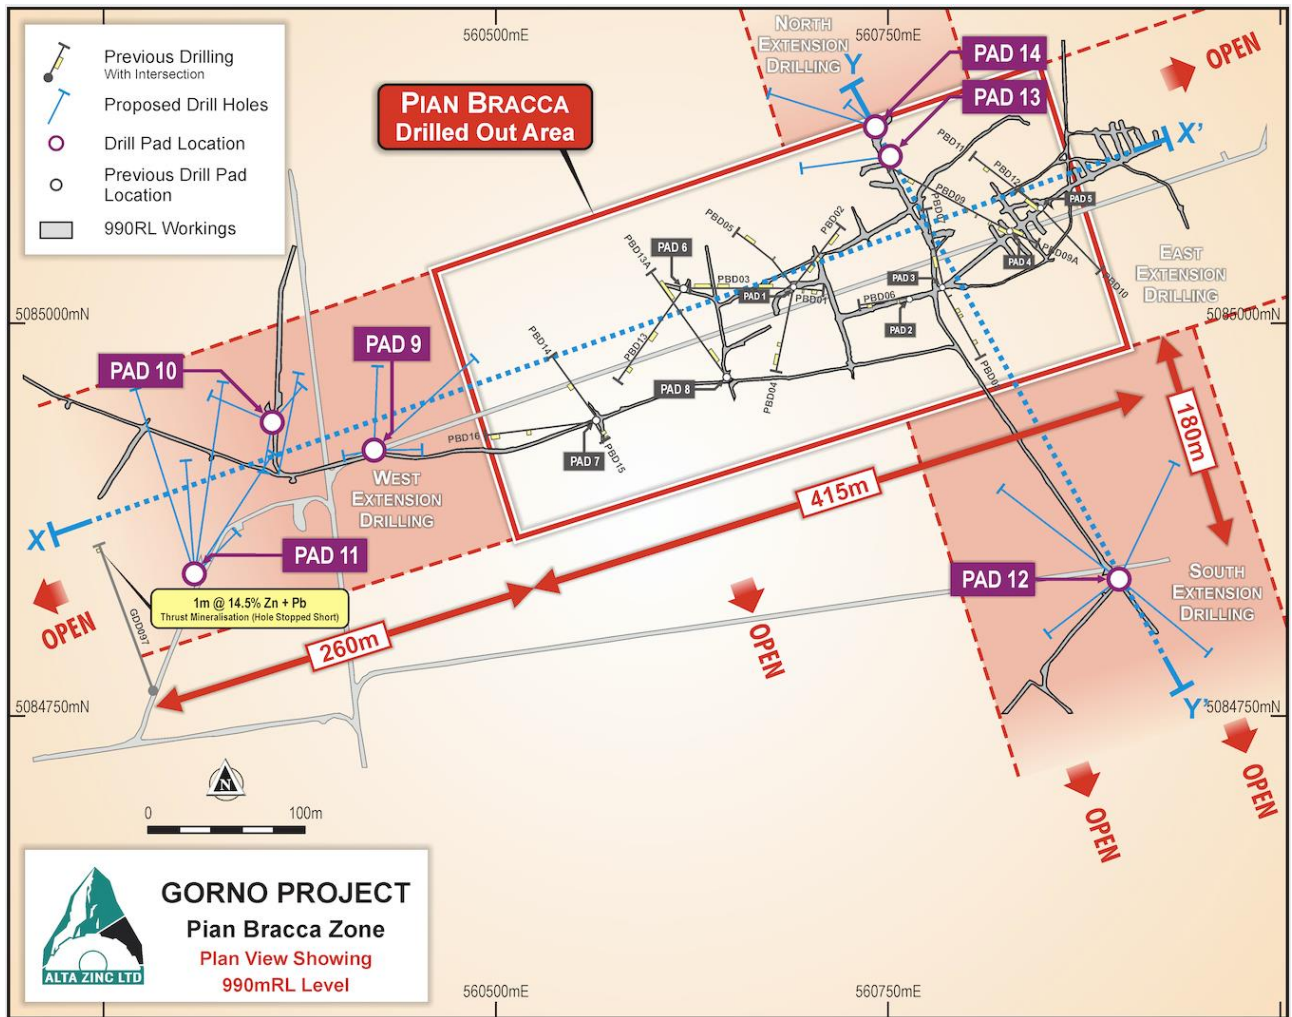 Previous Drilling
With Intersection
Proposed Drill Holes
Drill Pad Location
Previous Drill Pad
Location
990RL Workings
560500mE
560750mE
NORTH
EXTENSION
DRILLING
OPEN
PIAN BRACCA
Drilled Out Area
Y
PAD 14
PAD 13
X'
PBD11
PBD12
PBD09
PAD 5
PBD05
PBD02
PAD 6
PBD13A
PBD03
PAD 1
PBD01
PAD 3
PBD06
PAD 2
PAD 4
PBD09A
PBD10
EAST
EXTENSION
DRILLING
5085000mN
5085000mN
PBD14
PBD13
PAD 8
PBD04
PAD 9
PAD 10
PBD16
PAD 7
PBD15
WEST
EXTENSION
DRILLING
180m
415m
X
PAD 11
PAD 12
SOUTH
EXTENSION
DRILLING
1m @ 14.5% Zn + Pb
Thrust Mineralisation (Hole Stopped Short)
OPEN
GDD097
260m
OPEN
Y'
5084750mN
5084750mN
OPEN
OPEN
N
0
100m
GORNO PROJECT
Pian Bracca Zone
Plan View Showing
990mRL Level
ALTA ZINC LTD
560500mE
560750mE